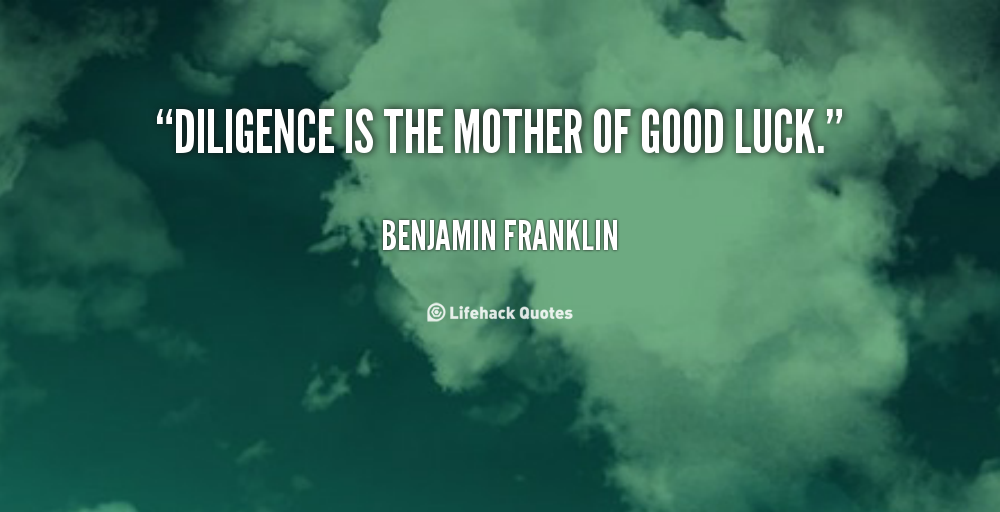 “DILIGENCE IS THE MOTHER OF GOOD LUCK.”
BENJAMIN FRANKLIN
Lifehack Quotes